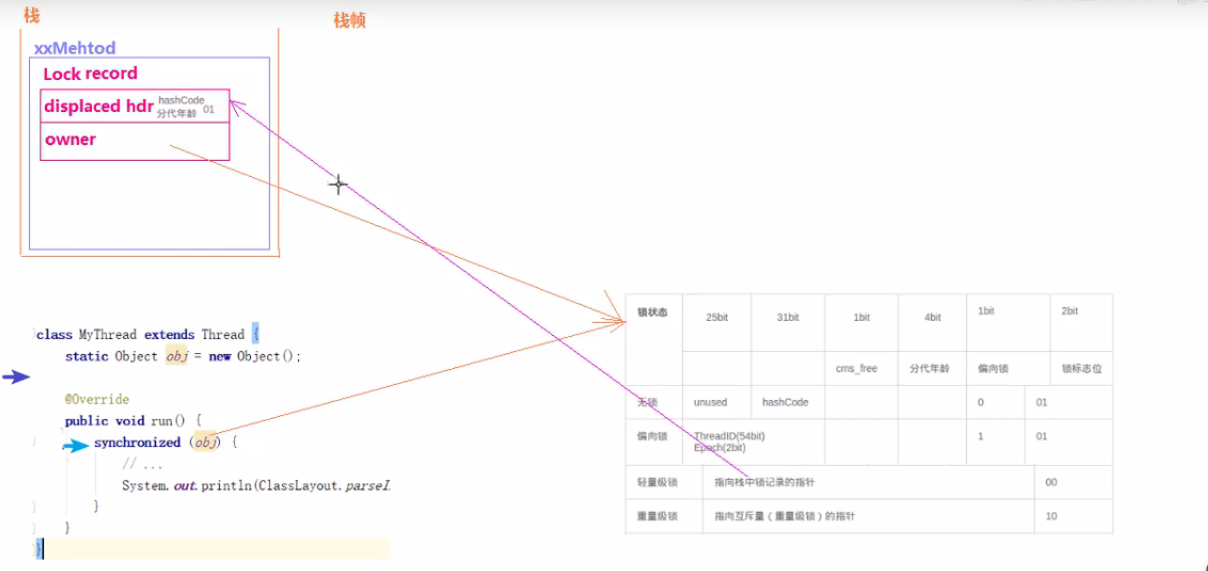 栈
栈帧
xxMehtod
Lock record
displaced hdr hashCode
分代年龄 01
owner
class MyThread extends Thread {
static Object obj = new Object();
@Override
public void run() {
synchronized (obj) {
// ...
System.out.println(ClassLayout.parseI
}
}
}
锁状态 25bit 31bit 1bit 4bit 1bit 2bit
cms_free 分代年龄 偏向锁 锁标志位
无锁 unused hashCode 0 01
偏向锁 ThreadID(54bit) 1 01
Epoch(2bit)
轻量级锁 指向栈中锁记录的指针 00
重量级锁 指向互斥量（重量级锁）的指针 10